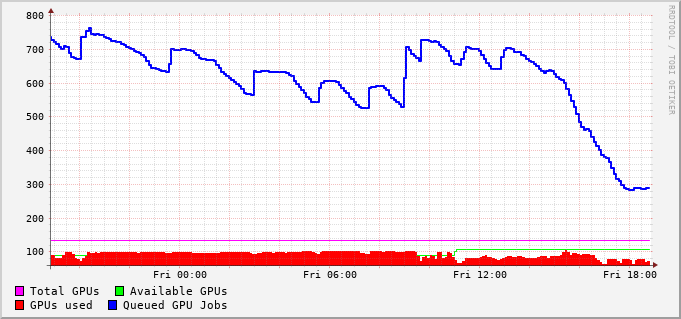 800
700
600
500
400
300
200
100
Fri 00:00 Fri 06:00 Fri 12:00 Fri 18:00
Total GPUs Available GPUs
GPUs used Queued GPU Jobs
RRDTOOL / TOBI OETIKER